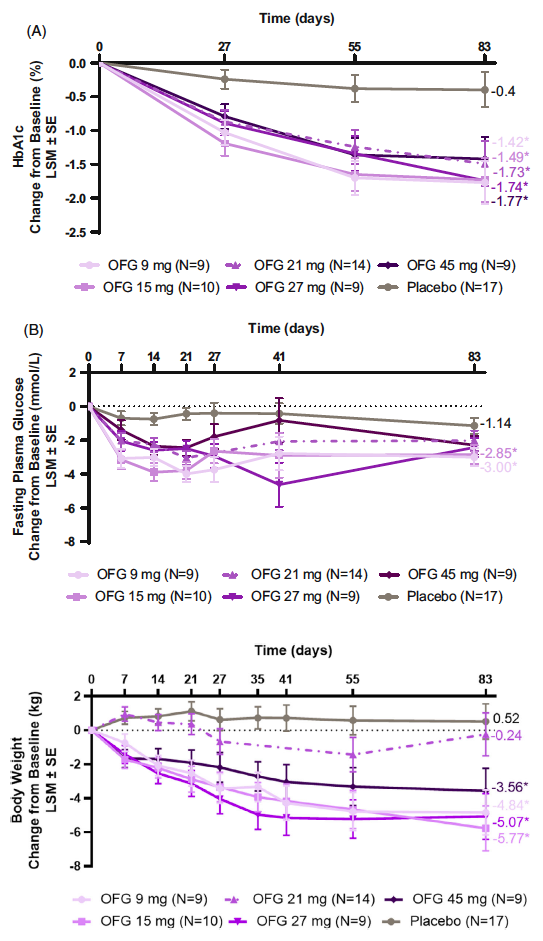 (A)
Time (days)
0 27 55 83
HbA1c
Change from Baseline (%)
LSM ± SE
0.0
-0.5
-1.0
-1.5
-2.0
-2.5
-0.4
-1.42*
-1.49*
-1.73*
-1.74*
-1.77*
OFG 9 mg (N=9) OFG 21 mg (N=14) OFG 45 mg (N=9)
OFG 15 mg (N=10) OFG 27 mg (N=9) Placebo (N=17)
(B)
Time (days)
0 7 14 21 27 41 83
Fasting Plasma Glucose
Change from Baseline (mmol/L)
LSM ± SE
2
0
-2
-4
-6
-8
-1.14
-2.85*
-3.00*
OFG 9 mg (N=9) OFG 21 mg (N=14) OFG 45 mg (N=9)
OFG 15 mg (N=10) OFG 27 mg (N=9) Placebo (N=17)
Time (days)
0 7 14 21 27 35 41 55 83
Body Weight
Change from Baseline (kg)
LSM ± SE
2
0
-2
-4
-6
-8
0.52
-0.24
-3.56*
-4.84*
-5.07*
-5.77*
OFG 9 mg (N=9) OFG 21 mg (N=14) OFG 45 mg (N=9)
OFG 15 mg (N=10) OFG 27 mg (N=9) Placebo (N=17)